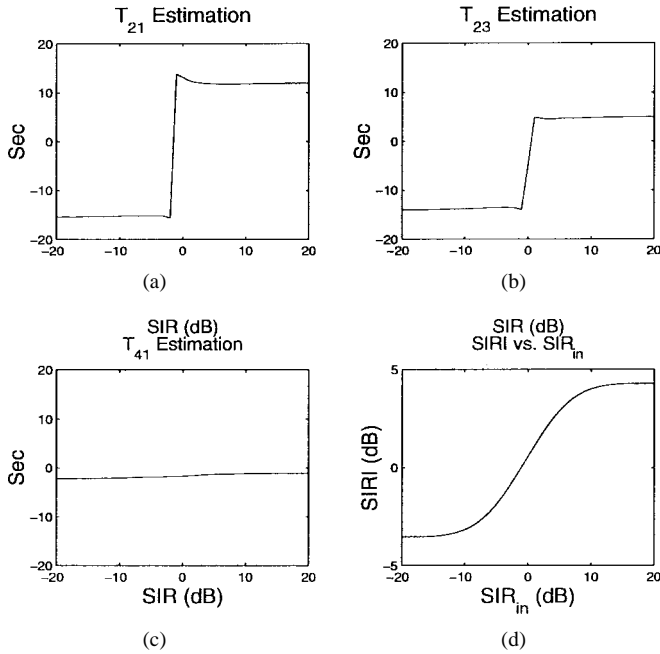 T21 Estimation
20
10
0
−10
−20
Sec
−20 −10 0 10 20
(a)
SIR (dB)
T23 Estimation
20
10
0
−10
−20
Sec
−20 −10 0 10 20
(b)
SIR (dB)
T41 Estimation
20
10
0
−10
−20
Sec
−20 −10 0 10 20
SIR (dB)
(c)
SIRI vs. SIRin
5
0
−5
SIRI (dB)
−20 −10 0 10 20
SIRin (dB)
(d)